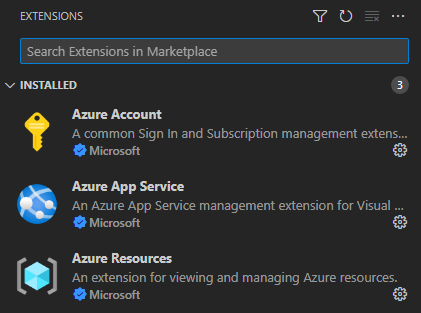 EXTENSIONS
Search Extensions in Marketplace
INSTALLED 3
Azure Account
A common Sign In and Subscription management extens...
Microsoft
Azure App Service
An Azure App Service management extension for Visual ...
Microsoft
Azure Resources
An extension for viewing and managing Azure resources.
Microsoft